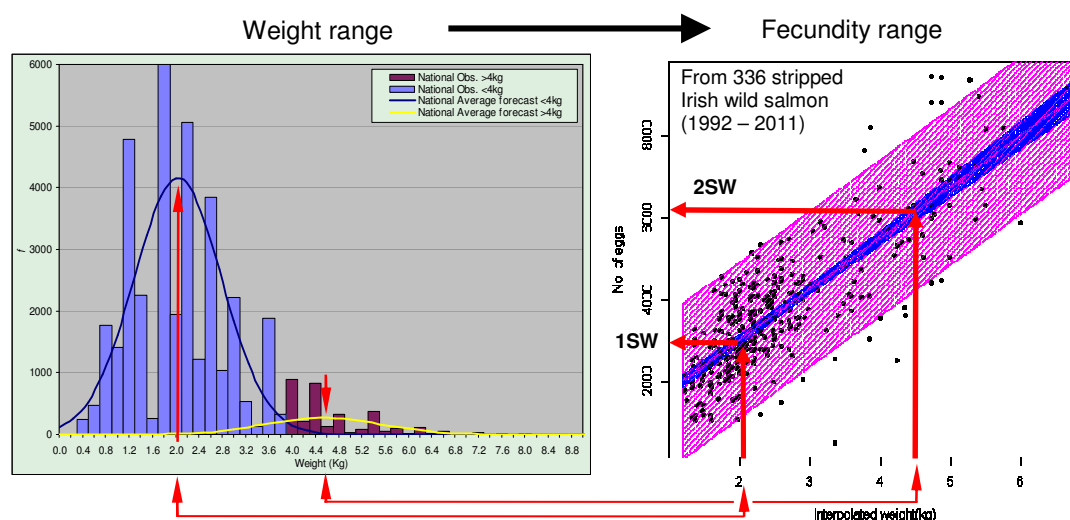 Weight range
Fecundity range
6000
5000
4000
3000
2000
1000
0
f
National Obs. >4kg
National Obs. <4kg
National Average forecast <4kg
National Average forecast >4kg
0.0 0.4 0.8 1.2 1.6 2.0 2.4 2.8 3.2 3.6 4.0 4.4 4.8 5.2 5.6 6.0 6.4 6.8 7.2 7.6 8.0 8.4 8.8
Weight (Kg)
From 336 stripped
Irish wild salmon
(1992 – 2011)
2SW
1SW
No. of eggs
8000
6000
4000
2000
2 3 4 5 6
Interpolated weight(kg)